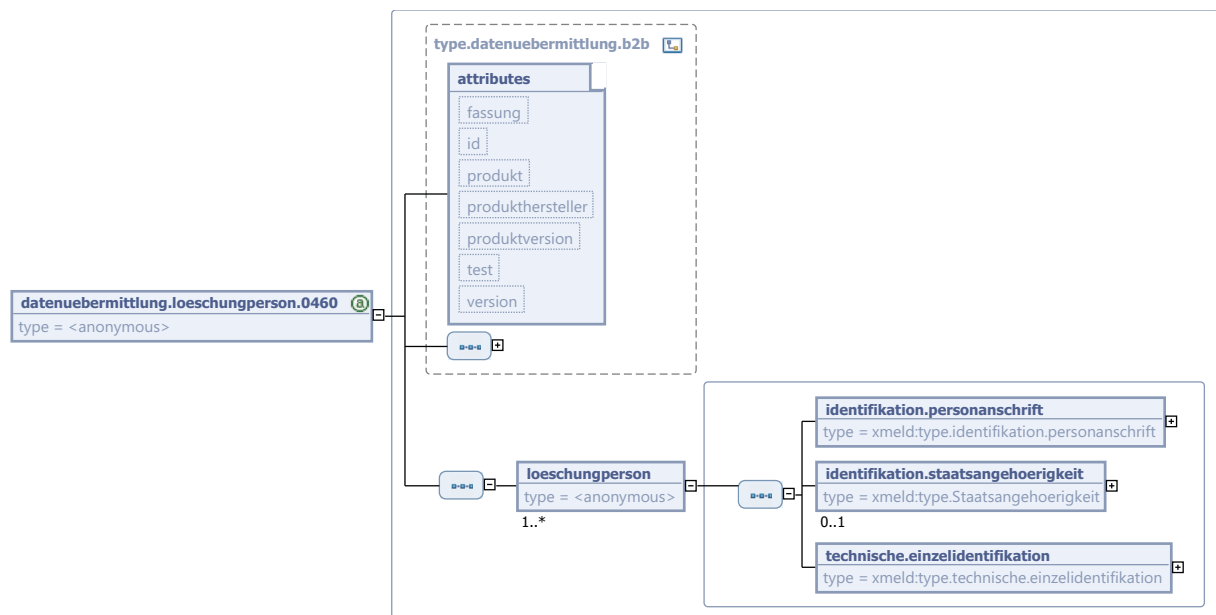 type.datenuebermittlung.b2b
attributes
fassung
id
produkt
produkthersteller
produktversion
test
version
datenuebermittlung.loeschungperson.0460 a
type = <anonymous>
identifikation.personanschrift
type = xmeld:type.identifikation.personanschrift
loeschungperson
type = <anonymous>
1..*
identifikation.staatsangehoerigkeit
type = xmeld:type.Staatsangehoerigkeit
0..1
technische.einzelidentifikation
type = xmeld:type.technische.einzelidentifikation